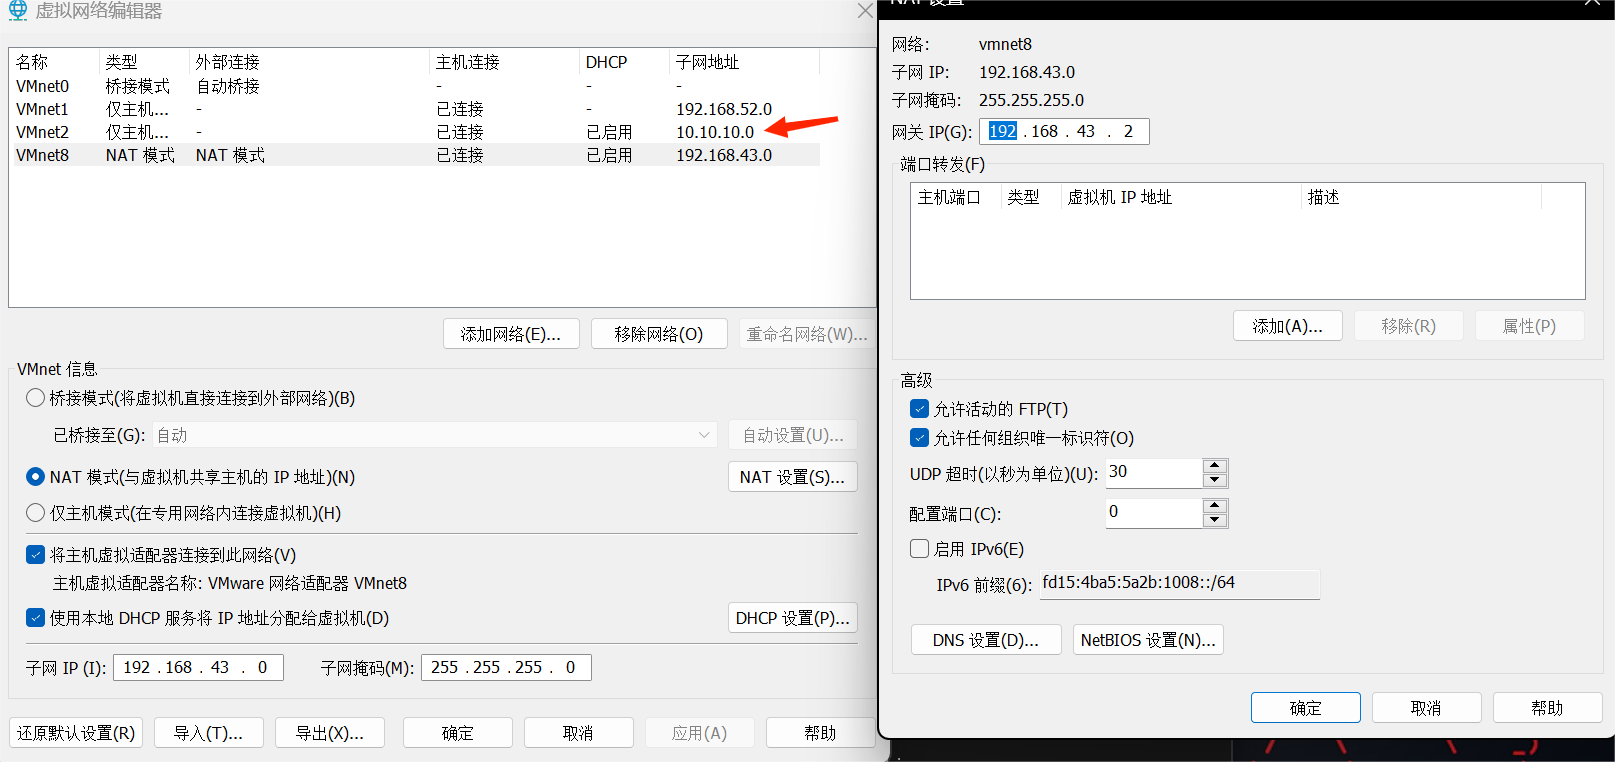 虚拟网络编辑器
名称 类型 外部连接 主机连接 DHCP 子网地址
VMnet0 桥接模式 自动桥接 - - -
VMnet1 仅主机... - 已连接 - 192.168.52.0
VMnet2 仅主机... - 已连接 已启用 10.10.10.0
VMnet8 NAT 模式 NAT 模式 已连接 已启用 192.168.43.0
添加网络(E)... 移除网络(O) 重命名网络(W)...
VMnet 信息
桥接模式(将虚拟机直接连接到外部网络)(B)
已桥接至(G): 自动 自动设置(U)...
NAT 模式(与虚拟机共享主机的 IP 地址)(N) NAT 设置(S)...
仅主机模式(在专用网络内连接虚拟机)(H)
将主机虚拟适配器连接到此网络(V)
主机虚拟适配器名称: VMware 网络适配器 VMnet8
使用本地 DHCP 服务将 IP 地址分配给虚拟机(D) DHCP 设置(P)...
子网 IP (I): 192 . 168 . 43 . 0 子网掩码(M): 255 . 255 . 255 . 0
还原默认设置(R) 导入(T)... 导出(X)... 确定 取消 应用(A) 帮助
NAT 设置
网络: vmnet8
子网 IP: 192.168.43.0
子网掩码: 255.255.255.0
网关 IP(G): 192 . 168 . 43 . 2
端口转发(F)
主机端口 类型 虚拟机 IP 地址 描述
添加(A)... 移除(R) 属性(P)
高级
允许活动的 FTP(T)
允许任何组织唯一标识符(O)
UDP 超时(以秒为单位)(U): 30
配置端口(C): 0
启用 IPv6(E)
IPv6 前缀(6): fd15:4ba5:5a2b:1008::/64
DNS 设置(D)... NetBIOS 设置(N)...
确定 取消 帮助